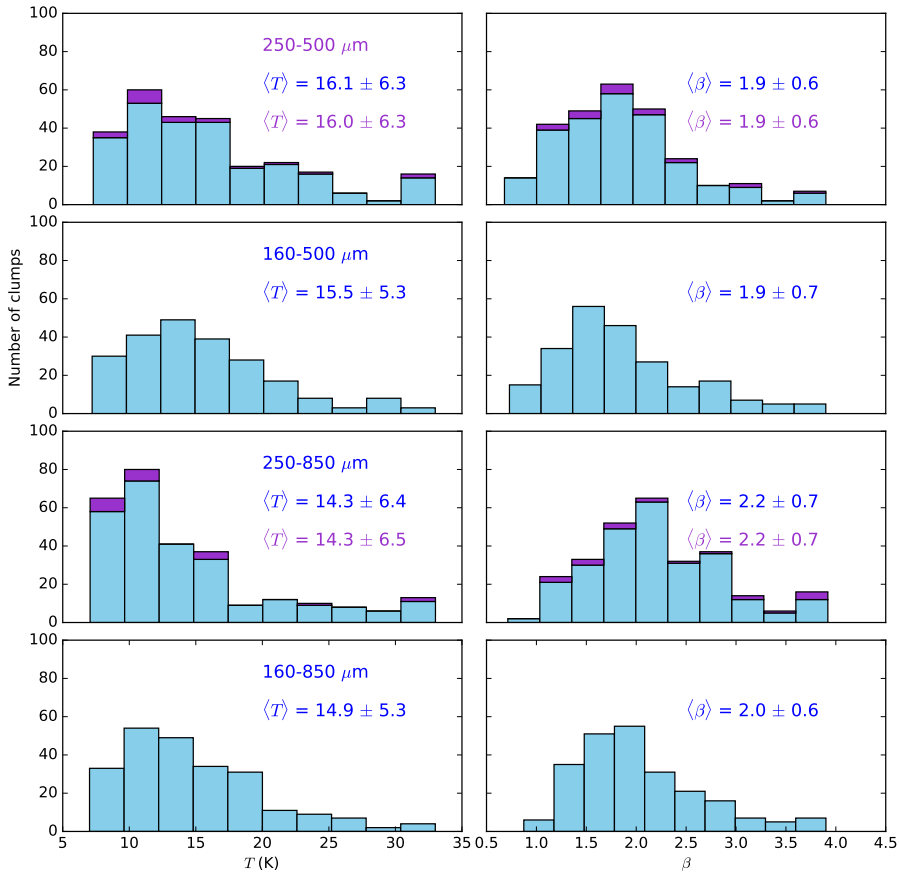 100
80
60
40
20
0
250-500 μm
⟨T⟩ = 16.1 ± 6.3
⟨T⟩ = 16.0 ± 6.3
⟨β⟩ = 1.9 ± 0.6
⟨β⟩ = 1.9 ± 0.6
100
80
60
40
20
0
160-500 μm
⟨T⟩ = 15.5 ± 5.3
⟨β⟩ = 1.9 ± 0.7
Number of clumps
100
80
60
40
20
0
250-850 μm
⟨T⟩ = 14.3 ± 6.4
⟨T⟩ = 14.3 ± 6.5
⟨β⟩ = 2.2 ± 0.7
⟨β⟩ = 2.2 ± 0.7
100
80
60
40
20
0
160-850 μm
⟨T⟩ = 14.9 ± 5.3
⟨β⟩ = 2.0 ± 0.6
5 10 15 20 25 30 35
T (K)
0.5 1.0 1.5 2.0 2.5 3.0 3.5 4.0 4.5
β